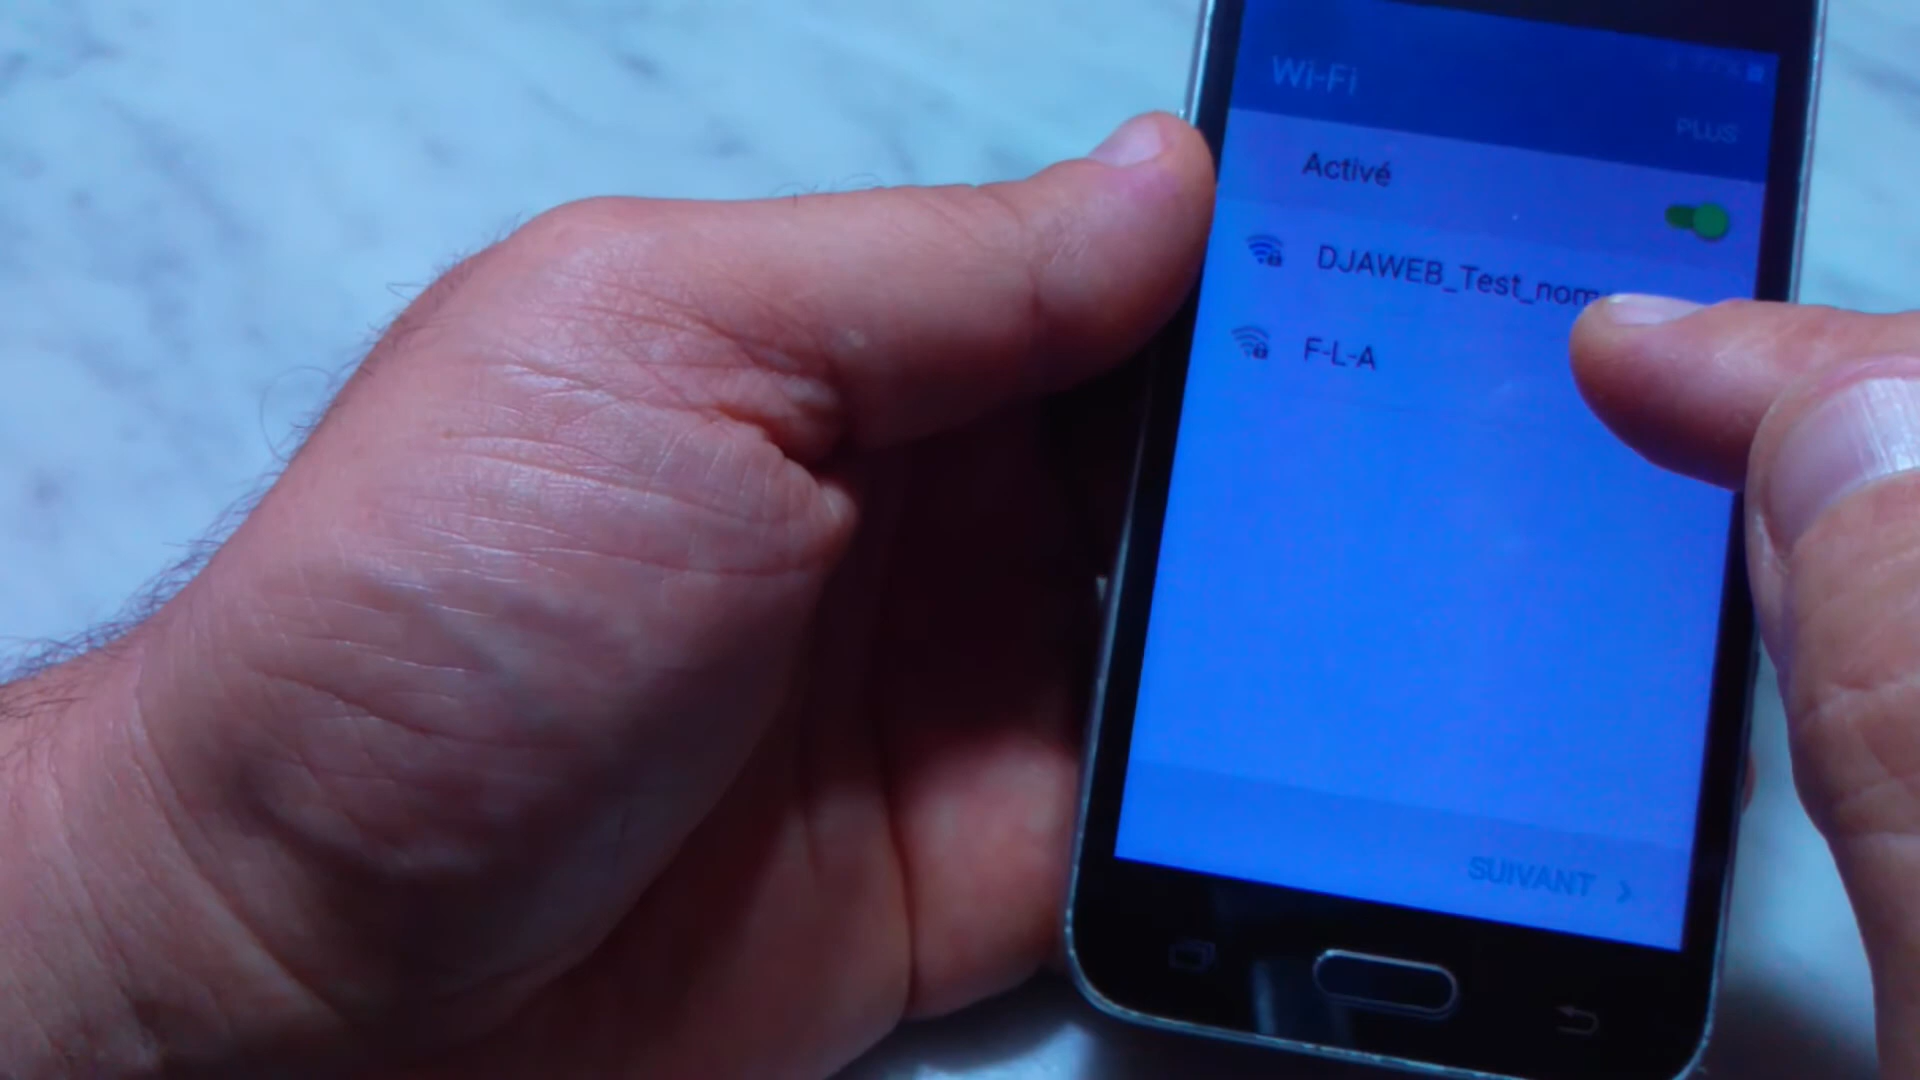 Wi-Fi
PLUS
Activé
DJAWEB_Test_nom
F-L-A
SUIVANT >